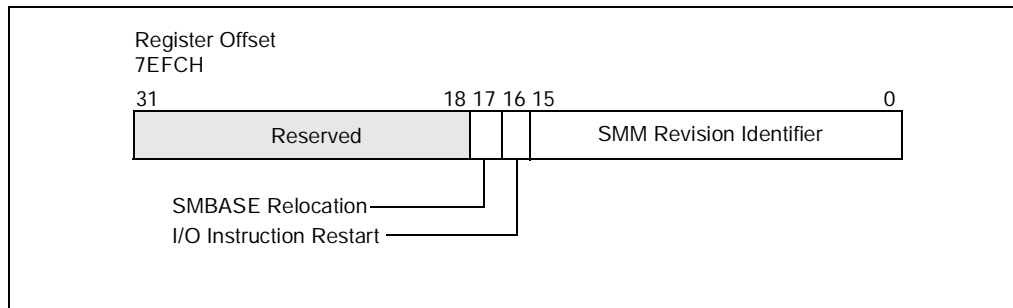 Register Offset
7EFCH
31 18 17 16 15 0
Reserved SMM Revision Identifier
SMBASE Relocation
I/O Instruction Restart